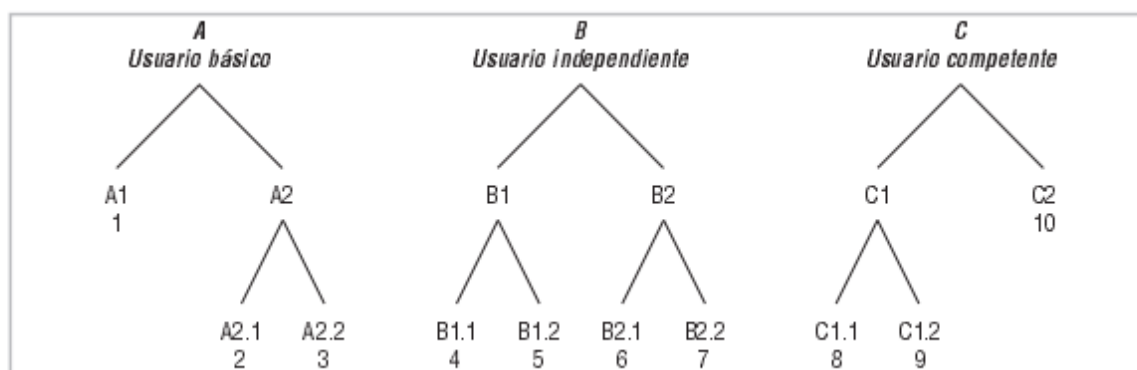 A B C
Usuario básico Usuario independiente Usuario competente
A1 A2 B1 B2 C1 C2
1 10
A2.1 A2.2 B1.1 B1.2 B2.1 B2.2 C1.1 C1.2
2 3 4 5 6 7 8 9